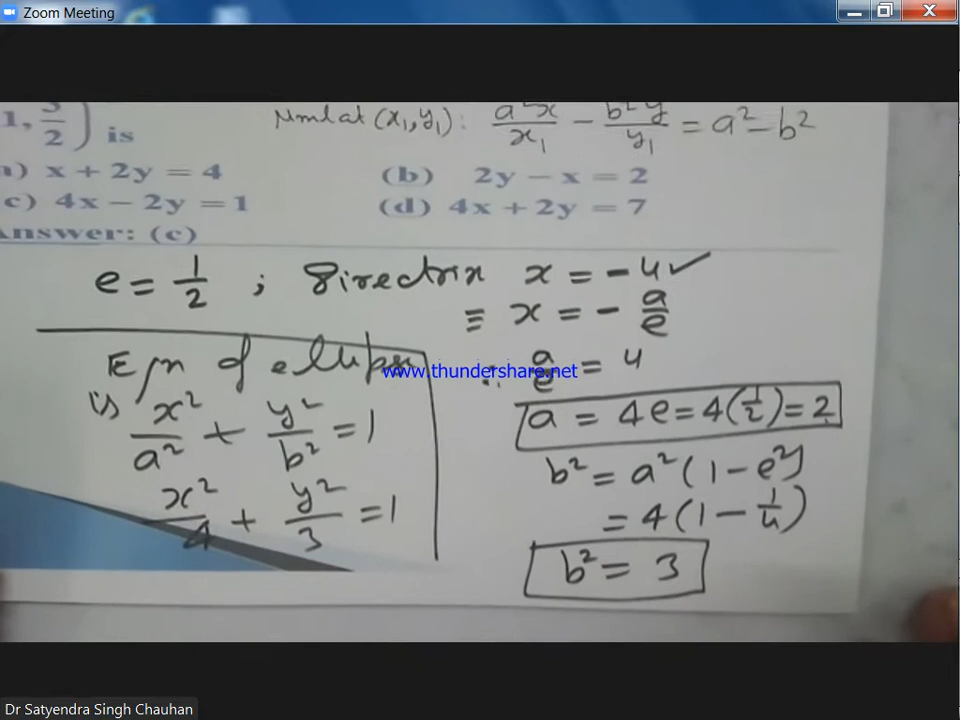 Zoom Meeting
1, 3/2) is
Nmlat (x₁,y₁): a²x/x₁ − b²y/y₁ = a²−b²
a) x + 2y = 4
(b) 2y − x = 2
c) 4x − 2y = 1
(d) 4x + 2y = 7
Answer: (c)
e = 1/2 ; Directrix x = −4 ✓
≡ x = − a/e
∴ a/e = 4
a = 4e = 4(1/2) = 2
b² = a² (1 − e²)
= 4(1 − 1/4)
b² = 3
Eqn of ellipse
is x²/a² + y²/b² = 1
x²/4 + y²/3 = 1
www.thundershare.net
Dr Satyendra Singh Chauhan